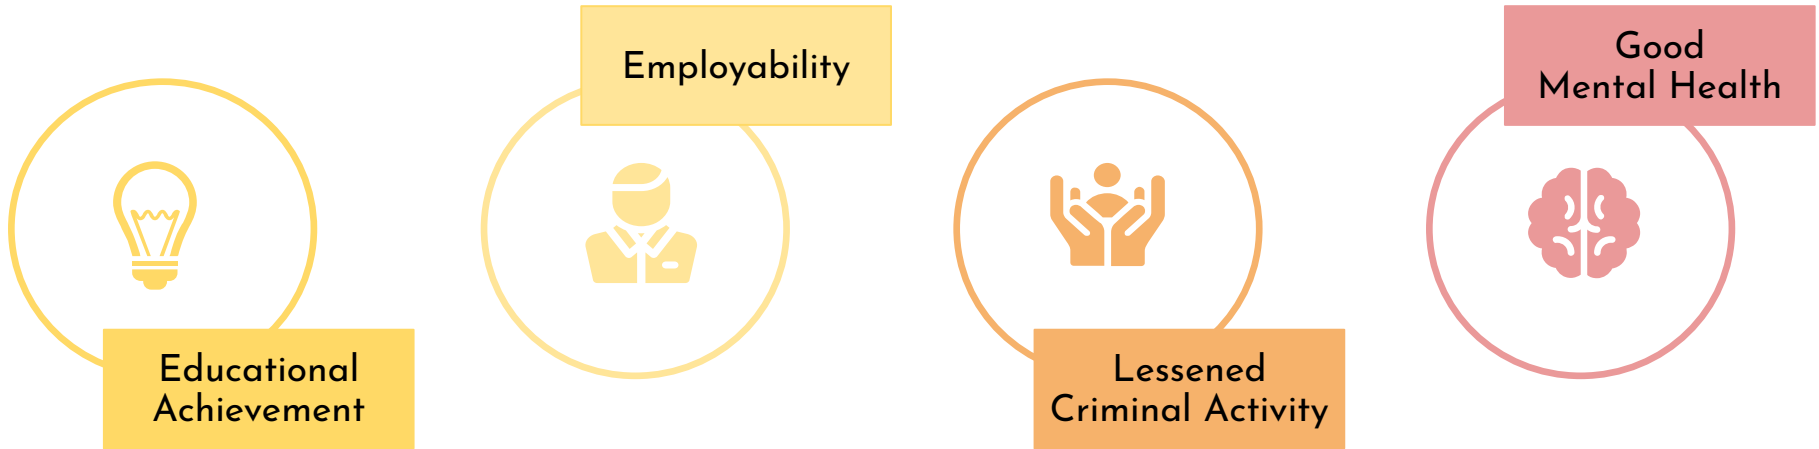 Educational
Achievement
Employability
Lessened
Criminal Activity
Good
Mental Health